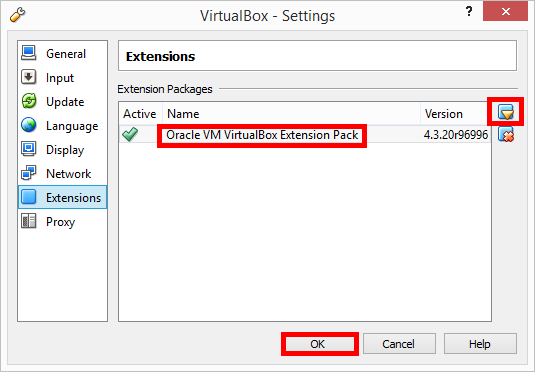 VirtualBox - Settings
?
General
Input
Update
Language
Display
Network
Extensions
Proxy
Extensions
Extension Packages
Active Name Version
Oracle VM VirtualBox Extension Pack 4.3.20r96996
OK Cancel Help